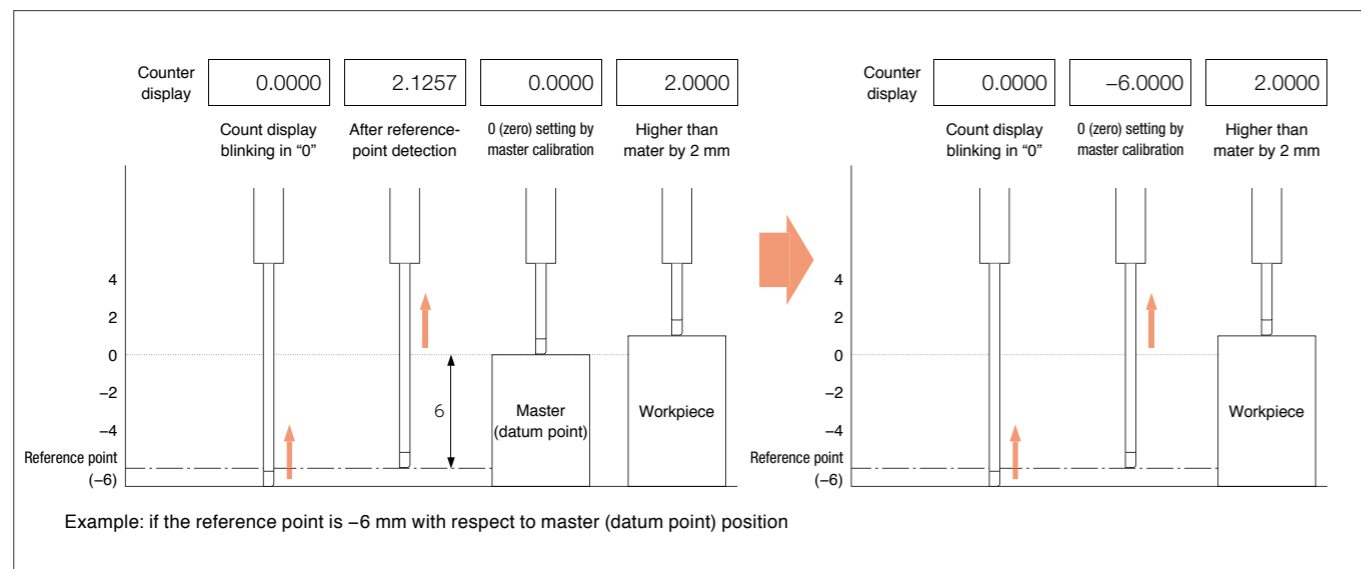 Counter
display
0.0000
2.1257
0.0000
2.0000
Count display
blinking in “0”
After reference-
point detection
0 (zero) setting by
master calibration
Higher than
mater by 2 mm
4
2
0
−2
−4
Reference point
(−6)
6
Master
(datum point)
Workpiece
Counter
display
0.0000
−6.0000
2.0000
Count display
blinking in “0”
0 (zero) setting by
master calibration
Higher than
mater by 2 mm
4
2
0
−2
−4
Reference point
(−6)
Workpiece
Example: if the reference point is −6 mm with respect to master (datum point) position